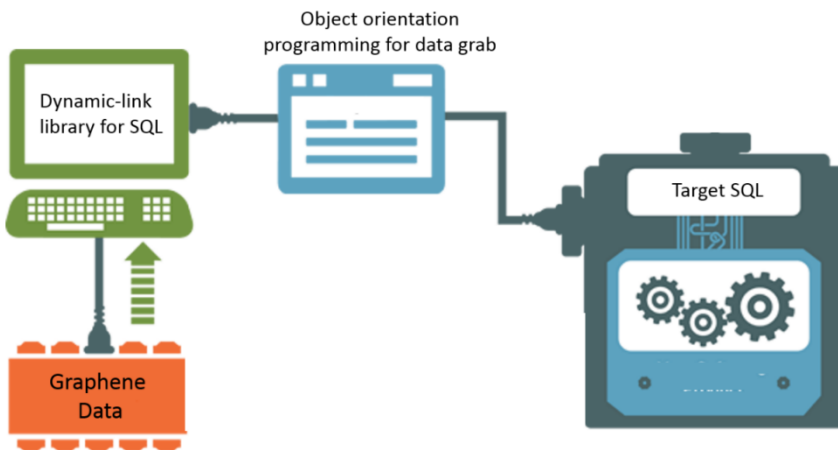 Object orientation
programming for data grab
Dynamic-link
library for SQL
Target SQL
Graphene
Data